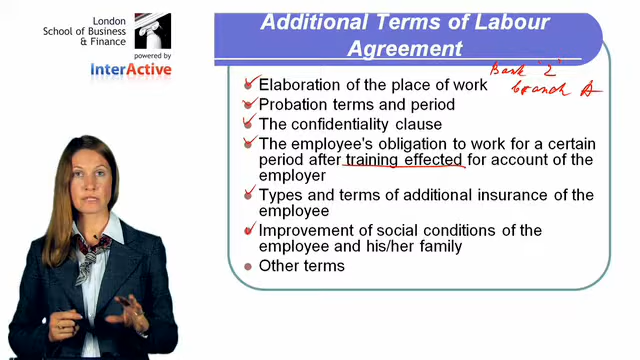 London
School of Business
& Finance
powered by
InterActive
Additional Terms of Labour
Agreement
Bank "2"
branch A
Elaboration of the place of work
Probation terms and period
The confidentiality clause
The employee's obligation to work for a certain
period after training effected for account of the
employer
Types and terms of additional insurance of the
employee
Improvement of social conditions of the
employee and his/her family
Other terms